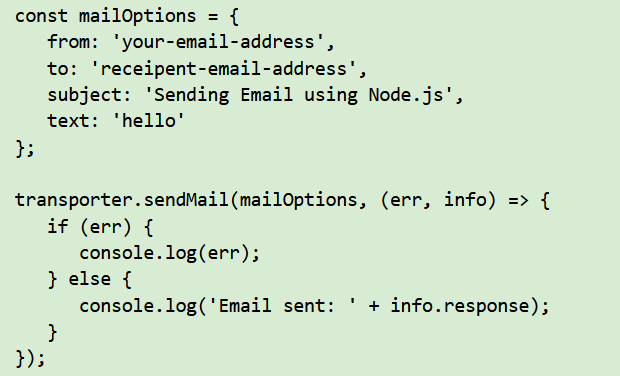 const mailOptions = {
   from: 'your-email-address',
   to: 'receipent-email-address',
   subject: 'Sending Email using Node.js',
   text: 'hello'
};

transporter.sendMail(mailOptions, (err, info) => {
   if (err) {
      console.log(err);
   } else {
      console.log('Email sent: ' + info.response);
   }
});